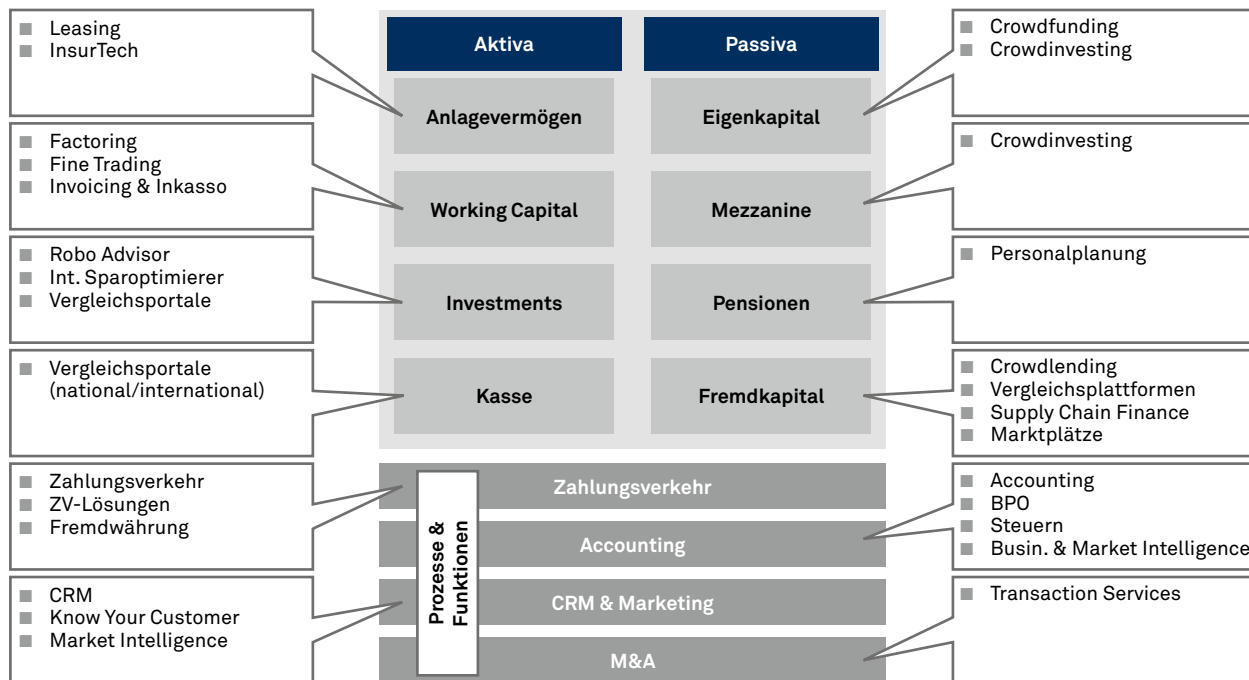 Leasing
InsurTech
Factoring
Fine Trading
Invoicing & Inkasso
Robo Advisor
Int. Sparoptimierer
Vergleichsportale
Vergleichsportale
(national/international)
Zahlungsverkehr
ZV-Lösungen
Fremdwährung
CRM
Know Your Customer
Market Intelligence
Aktiva
Passiva
Anlagevermögen
Eigenkapital
Working Capital
Mezzanine
Investments
Pensionen
Kasse
Fremdkapital
Prozesse &
Funktionen
Zahlungsverkehr
Accounting
CRM & Marketing
M&A
Crowdfunding
Crowdinvesting
Crowdinvesting
Personalplanung
Crowdlending
Vergleichsplattformen
Supply Chain Finance
Marktplätze
Accounting
BPO
Steuern
Busin. & Market Intelligence
Transaction Services